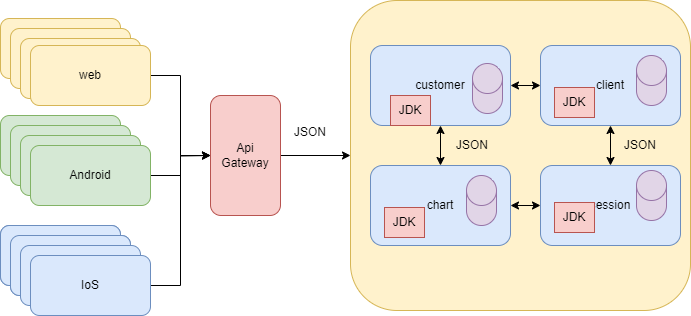 web
Android
IoS
Api
Gateway
JSON
customer
JDK
client
JDK
JSON
JSON
chart
JDK
ession
JDK